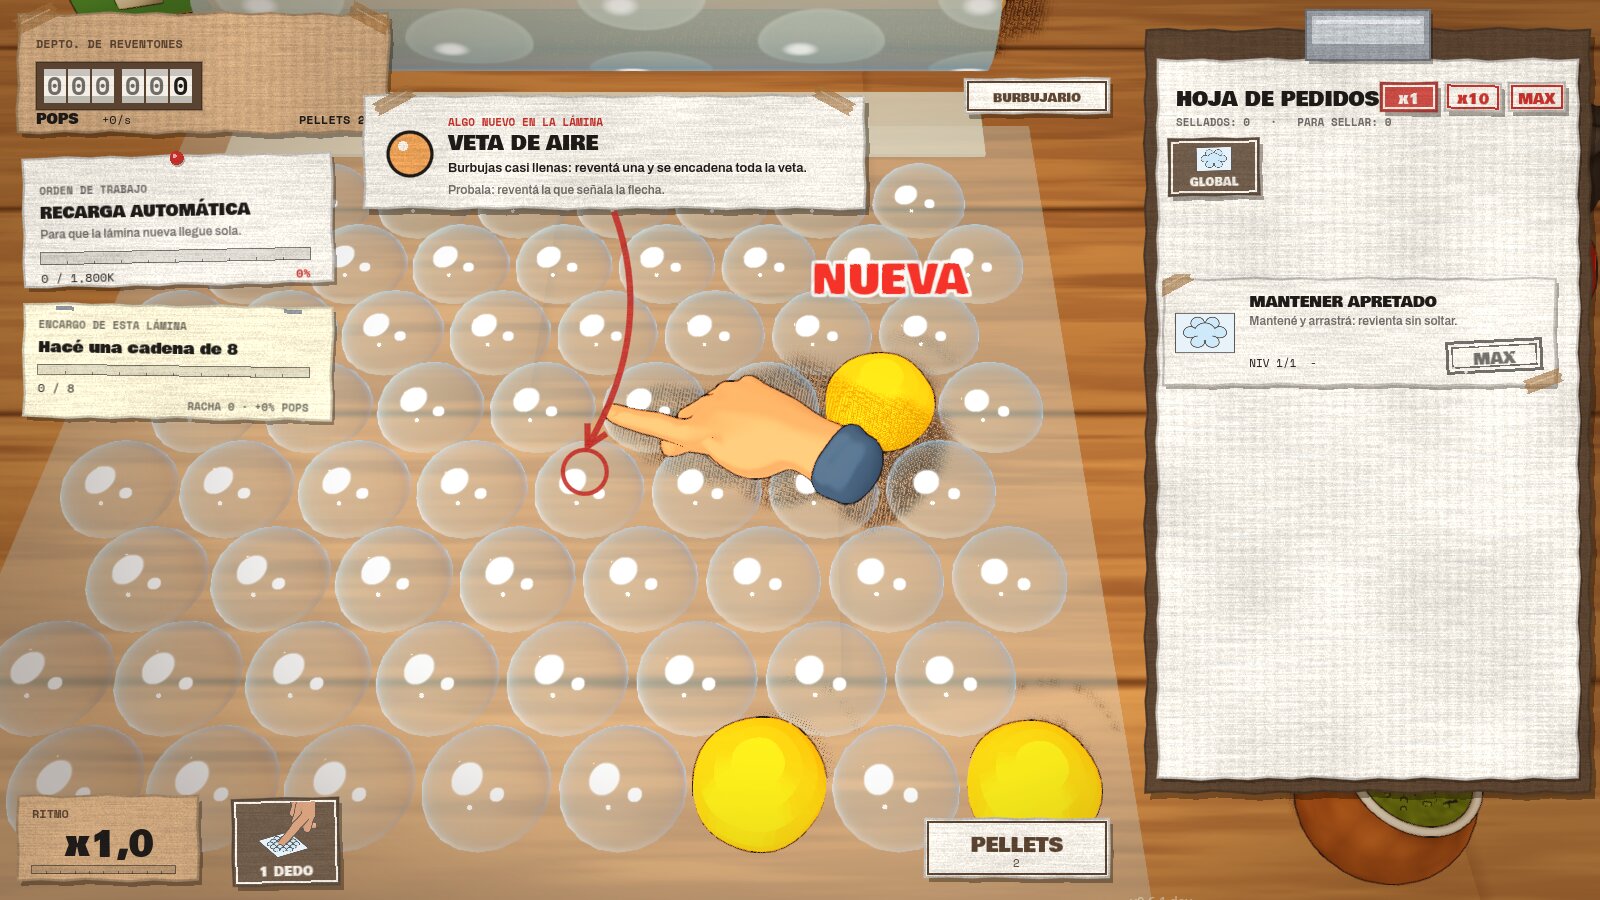 DEPTO. DE REVENTONES
000000
POPS +0/s PELLETS 2
ORDEN DE TRABAJO
RECARGA AUTOMÁTICA
Para que la lámina nueva llegue sola.
0 / 1.800K 0%
ENCARGO DE ESTA LÁMINA
Hacé una cadena de 8
0 / 8
RACHA 0 · +0% POPS
ALGO NUEVO EN LA LÁMINA
VETA DE AIRE
Burbujas casi llenas: reventá una y se encadena toda la veta.
Probala: reventá la que señala la flecha.
BURBUJARIO
NUEVA
HOJA DE PEDIDOS x1 x10 MAX
SELLADOS: 0 · PARA SELLAR: 0
GLOBAL
MANTENER APRETADO
Mantené y arrastrá: revienta sin soltar.
NIV 1/1 -
MAX
RITMO
x1,0
1 DEDO
PELLETS
2